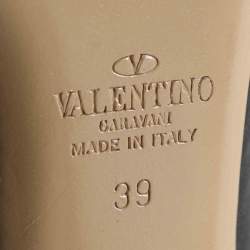 VALENTINO
GARAVANI
MADE IN ITALY
39